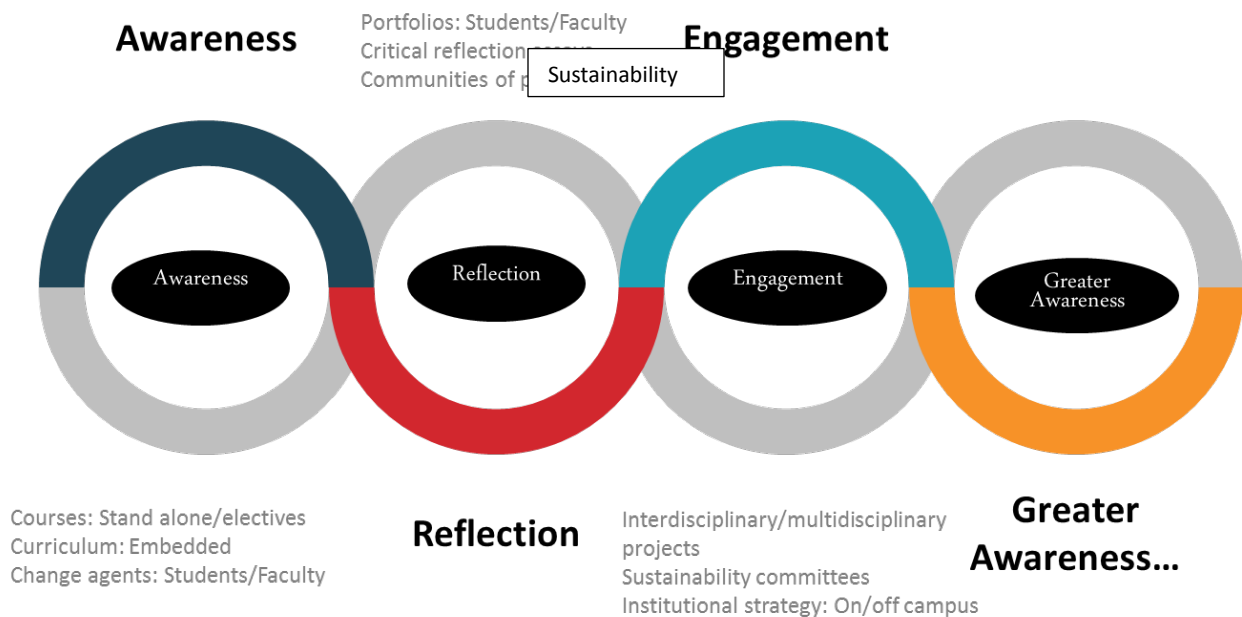 Awareness
Portfolios: Students/Faculty
Critical reflection
Communities of
Sustainability
Engagement
Awareness
Reflection
Engagement
Greater
Awareness
Courses: Stand alone/electives
Curriculum: Embedded
Change agents: Students/Faculty
Reflection
Interdisciplinary/multidisciplinary
projects
Sustainability committees
Institutional strategy: On/off campus
Greater
Awareness…